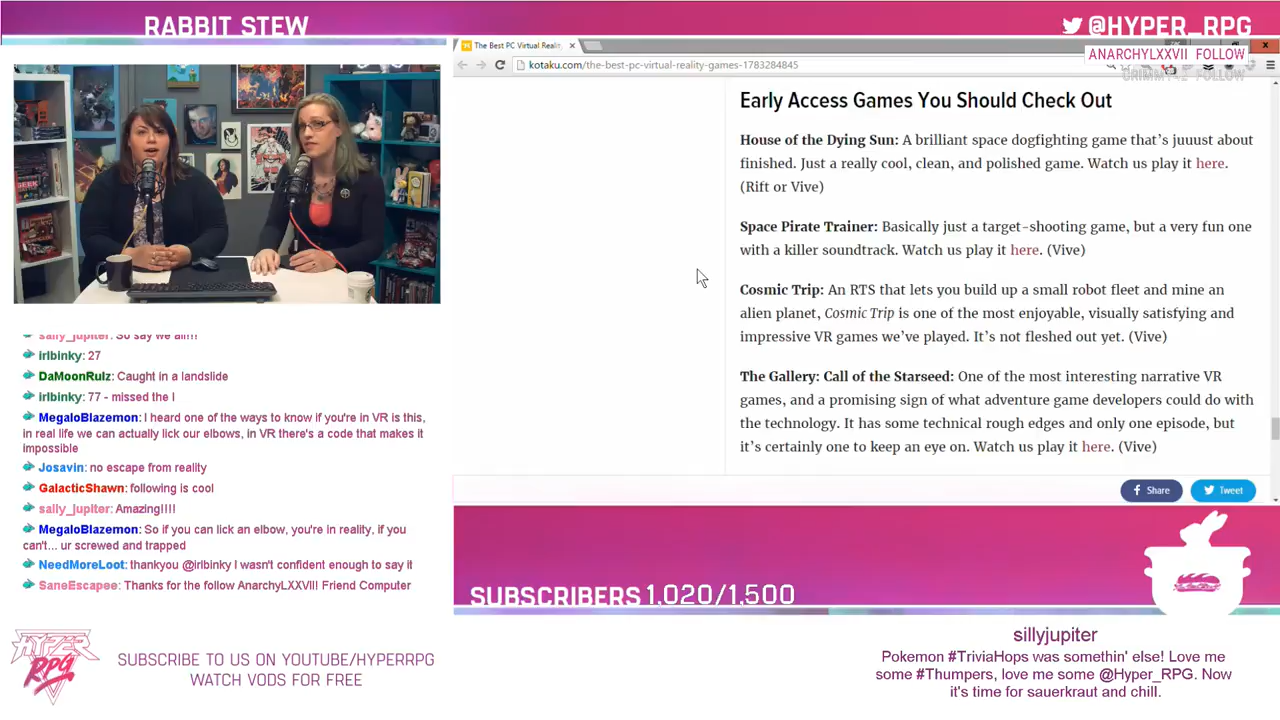 RABBIT STEW
@HYPER_RPG
ANARCHYLXXVII FOLLOW
The Best PC Virtual Reali
kotaku.com/the-best-pc-virtual-reality-games-1783284845
Early Access Games You Should Check Out
House of the Dying Sun: A brilliant space dogfighting game that's juuust about
finished. Just a really cool, clean, and polished game. Watch us play it here.
(Rift or Vive)
Space Pirate Trainer: Basically just a target-shooting game, but a very fun one
with a killer soundtrack. Watch us play it here. (Vive)
Cosmic Trip: An RTS that lets you build up a small robot fleet and mine an
alien planet, Cosmic Trip is one of the most enjoyable, visually satisfying and
impressive VR games we've played. It's not fleshed out yet. (Vive)
The Gallery: Call of the Starseed: One of the most interesting narrative VR
games, and a promising sign of what adventure game developers could do with
the technology. It has some technical rough edges and only one episode, but
it's certainly one to keep an eye on. Watch us play it here. (Vive)
Share
Tweet
sally_jupiter: So say we all!!!
irlbinky: 27
DaMoonRulz: Caught in a landslide
irlbinky: 77 - missed the I
MegaloBlazemon: I heard one of the ways to know if you're in VR is this,
in real life we can actually lick our elbows, in VR there's a code that makes it
impossible
Josavin: no escape from reality
GalacticShawn: following is cool
sally_jupiter: Amazing!!!!
MegaloBlazemon: So if you can lick an elbow, you're in reality, if you
can't... ur screwed and trapped
NeedMoreLoot: thankyou @irlbinky I wasn't confident enough to say it
SaneEscapee: Thanks for the follow AnarchyLXXVII! Friend Computer
SUBSCRIBERS 1,020/1,500
HYPER
RPG
SUBSCRIBE TO US ON YOUTUBE/HYPERRPG
WATCH VODS FOR FREE
sillyjupiter
Pokemon #TriviaHops was somethin' else! Love me
some #Thumpers, love me some @Hyper_RPG. Now
it's time for sauerkraut and chill.